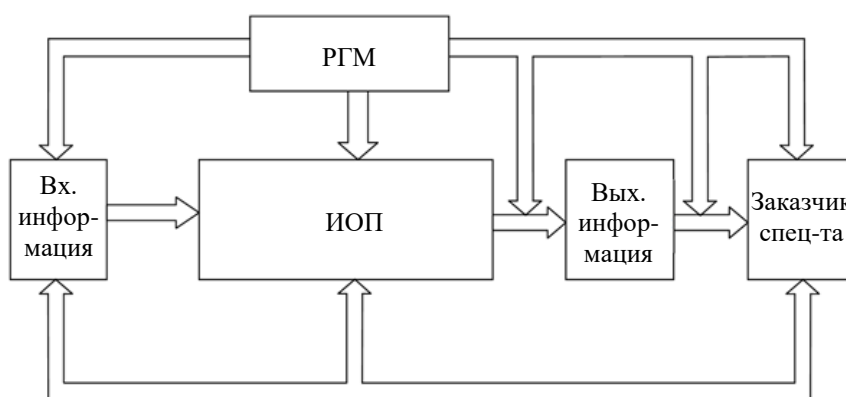 РГМ
Вх.
инфор-
мация
ИОП
Вых.
инфор-
мация
Заказчик
спец-та